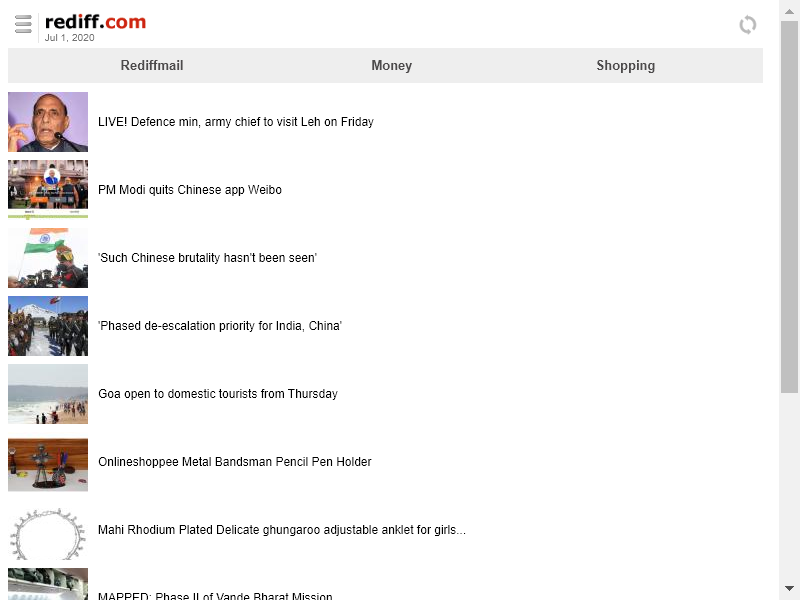 rediff.com
Jul 1, 2020
Rediffmail
Money
Shopping
LIVE! Defence min, army chief to visit Leh on Friday
PM Modi quits Chinese app Weibo
'Such Chinese brutality hasn't been seen'
'Phased de-escalation priority for India, China'
Goa open to domestic tourists from Thursday
Onlineshoppee Metal Bandsman Pencil Pen Holder
Mahi Rhodium Plated Delicate ghungaroo adjustable anklet for girls...
MAPPED: Phase II of Vande Bharat Mission